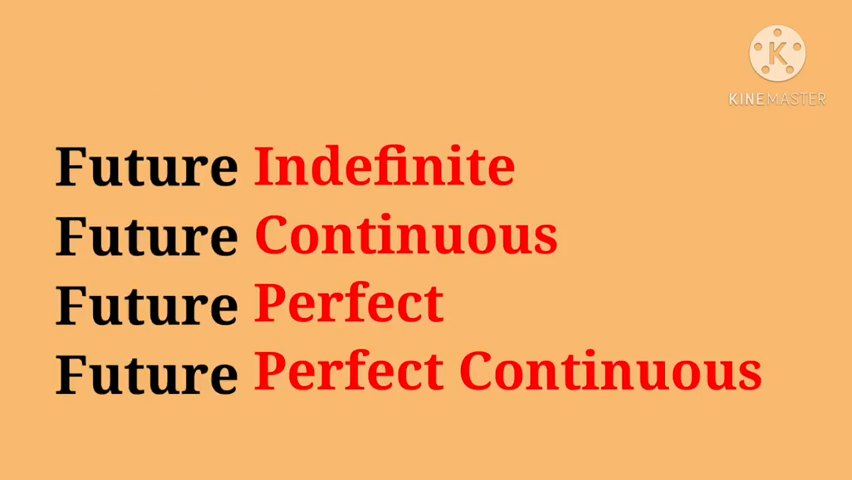 K
KINEMASTER
Future Indefinite
Future Continuous
Future Perfect
Future Perfect Continuous